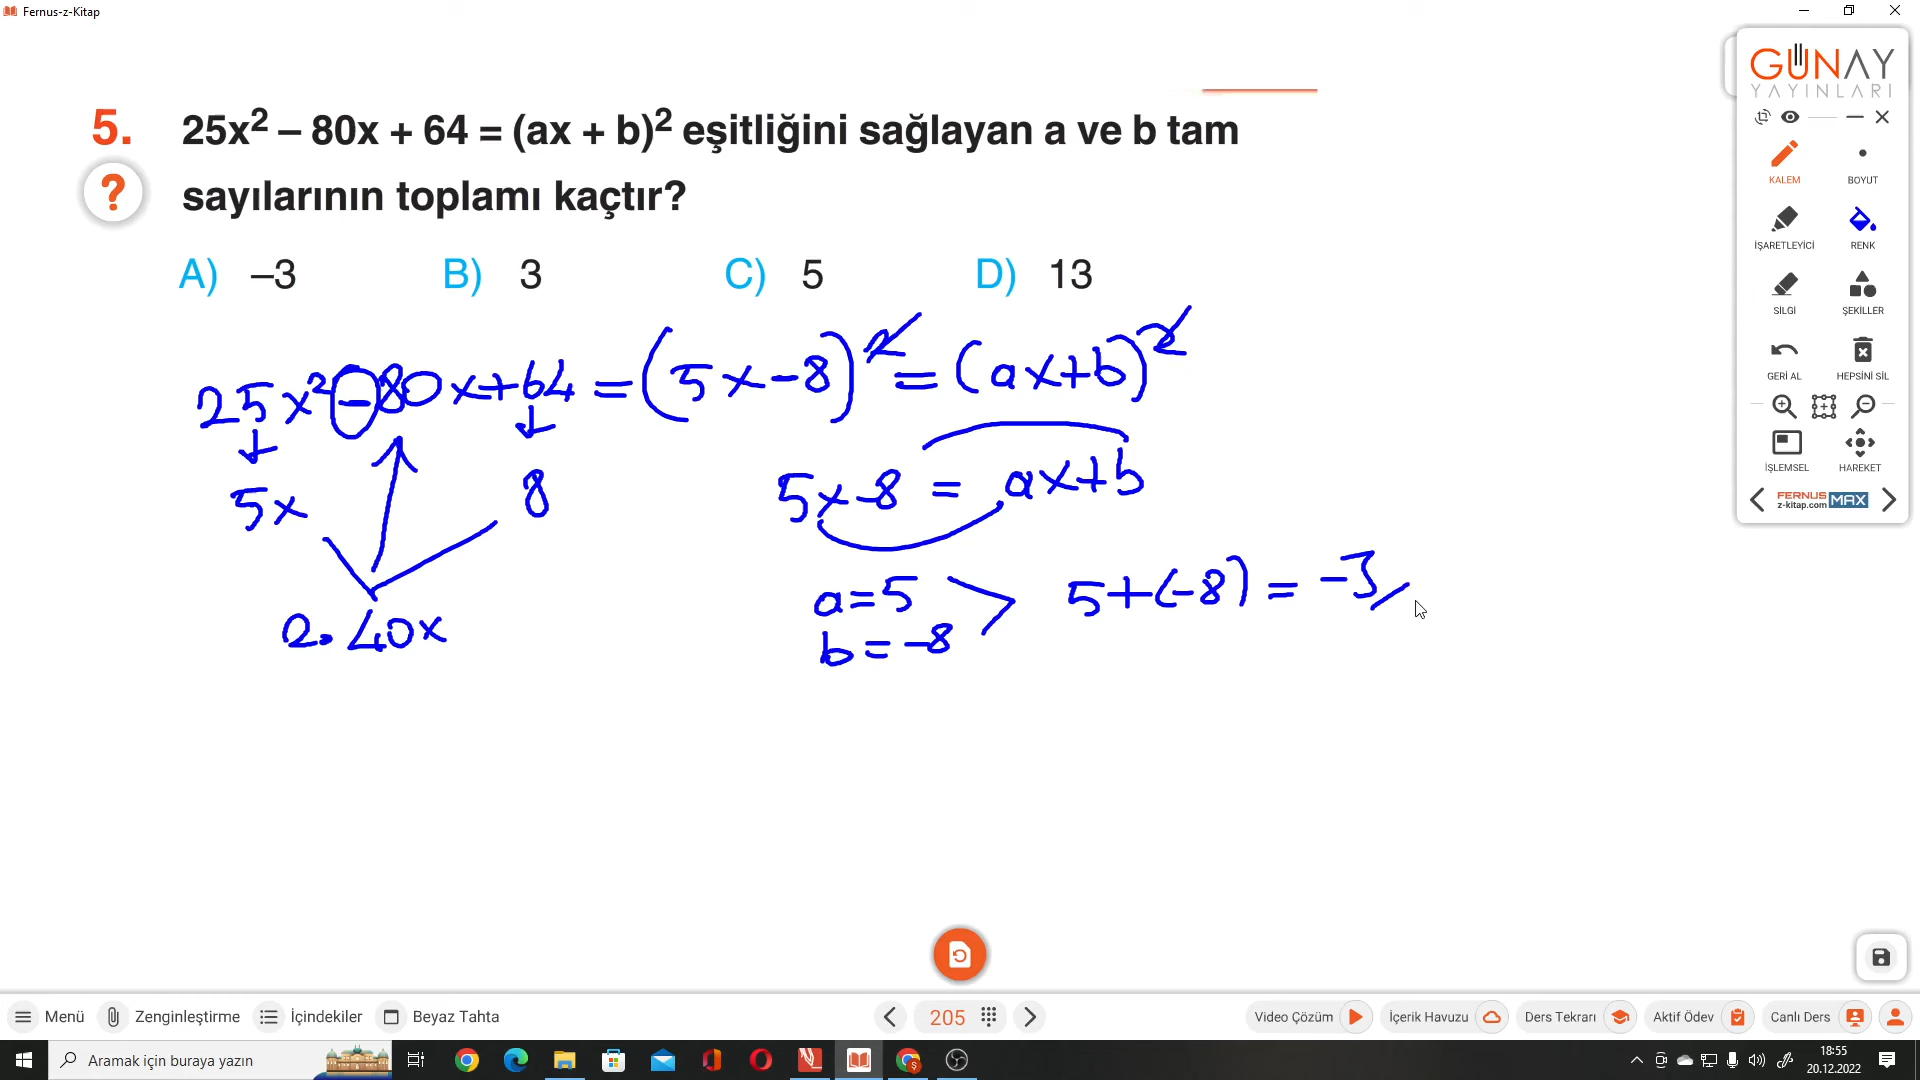 Fernus-z-Kitap
GÜNAY
YAYINLARI
5. 25x² – 80x + 64 = (ax + b)² eşitliğini sağlayan a ve b tam
? sayılarının toplamı kaçtır?
A) –3 B) 3 C) 5 D) 13
25x² -80x+64 = (5x-8)² = (ax+b)²
5x 8 5x-8 = ax+b
a=5 5+(-8) = -3
2.40x b=-8
KALEM BOYUT
İŞARETLEYİCİ RENK
SİLGİ ŞEKİLLER
GERİ AL HEPSİNİ SİL
İŞLEMSEL HAREKET
FERNUS MAX
z-kitap.com
Menü Zenginleştirme İçindekiler Beyaz Tahta 205 Video Çözüm İçerik Havuzu Ders Tekrarı Aktif Ödev Canlı Ders
Aramak için buraya yazın
18:55
20.12.2022